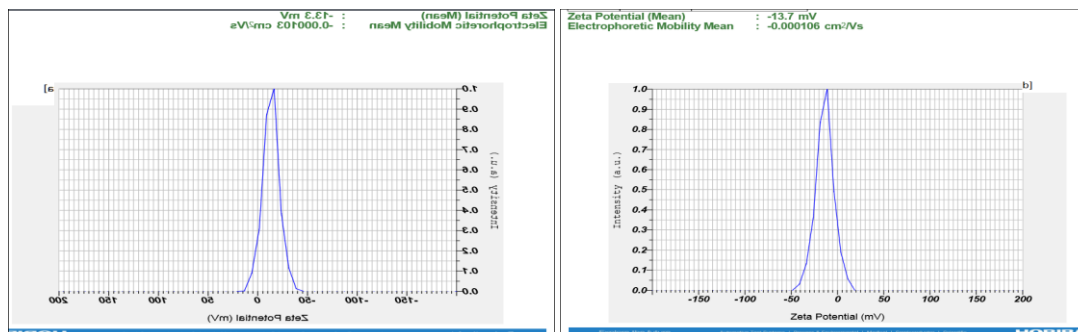 Zeta Potential (Mean) : -13.3 mV
Electrophoretic Mobility Mean : -0.000103 cm²/Vs
a]
1.0
0.9
0.8
0.7
0.6
0.5
0.4
0.3
0.2
0.1
0.0
Intensity (a.u.)
200 150 100 50 0 -50 -100 -150
Zeta Potential (mV)
Zeta Potential (Mean) : -13.7 mV
Electrophoretic Mobility Mean : -0.000106 cm²/Vs
b]
1.0
0.9
0.8
0.7
0.6
0.5
0.4
0.3
0.2
0.1
0.0
Intensity (a.u.)
-150 -100 -50 0 50 100 150 200
Zeta Potential (mV)